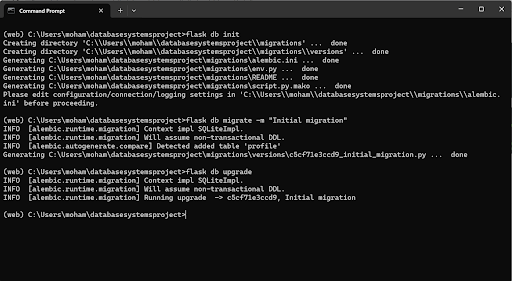 Command Prompt
(web) C:\Users\moham\databasesystemsproject>flask db init
Creating directory 'C:\\Users\\moham\\databasesystemsproject\\migrations' ...  done
Creating directory 'C:\\Users\\moham\\databasesystemsproject\\migrations\\versions' ...  done
Generating C:\Users\moham\databasesystemsproject\migrations\alembic.ini ...  done
Generating C:\Users\moham\databasesystemsproject\migrations\env.py ...  done
Generating C:\Users\moham\databasesystemsproject\migrations\README ...  done
Generating C:\Users\moham\databasesystemsproject\migrations\script.py.mako ...  done
Please edit configuration/connection/logging settings in 'C:\\Users\\moham\\databasesystemsproject\\migrations\\alembic.
ini' before proceeding.
(web) C:\Users\moham\databasesystemsproject>flask db migrate -m "Initial migration"
INFO  [alembic.runtime.migration] Context impl SQLiteImpl.
INFO  [alembic.runtime.migration] Will assume non-transactional DDL.
INFO  [alembic.autogenerate.compare] Detected added table 'profile'
Generating C:\Users\moham\databasesystemsproject\migrations\versions\c5cf71e3ccd9_initial_migration.py ...  done
(web) C:\Users\moham\databasesystemsproject>flask db upgrade
INFO  [alembic.runtime.migration] Context impl SQLiteImpl.
INFO  [alembic.runtime.migration] Will assume non-transactional DDL.
INFO  [alembic.runtime.migration] Running upgrade  -> c5cf71e3ccd9, Initial migration
(web) C:\Users\moham\databasesystemsproject>